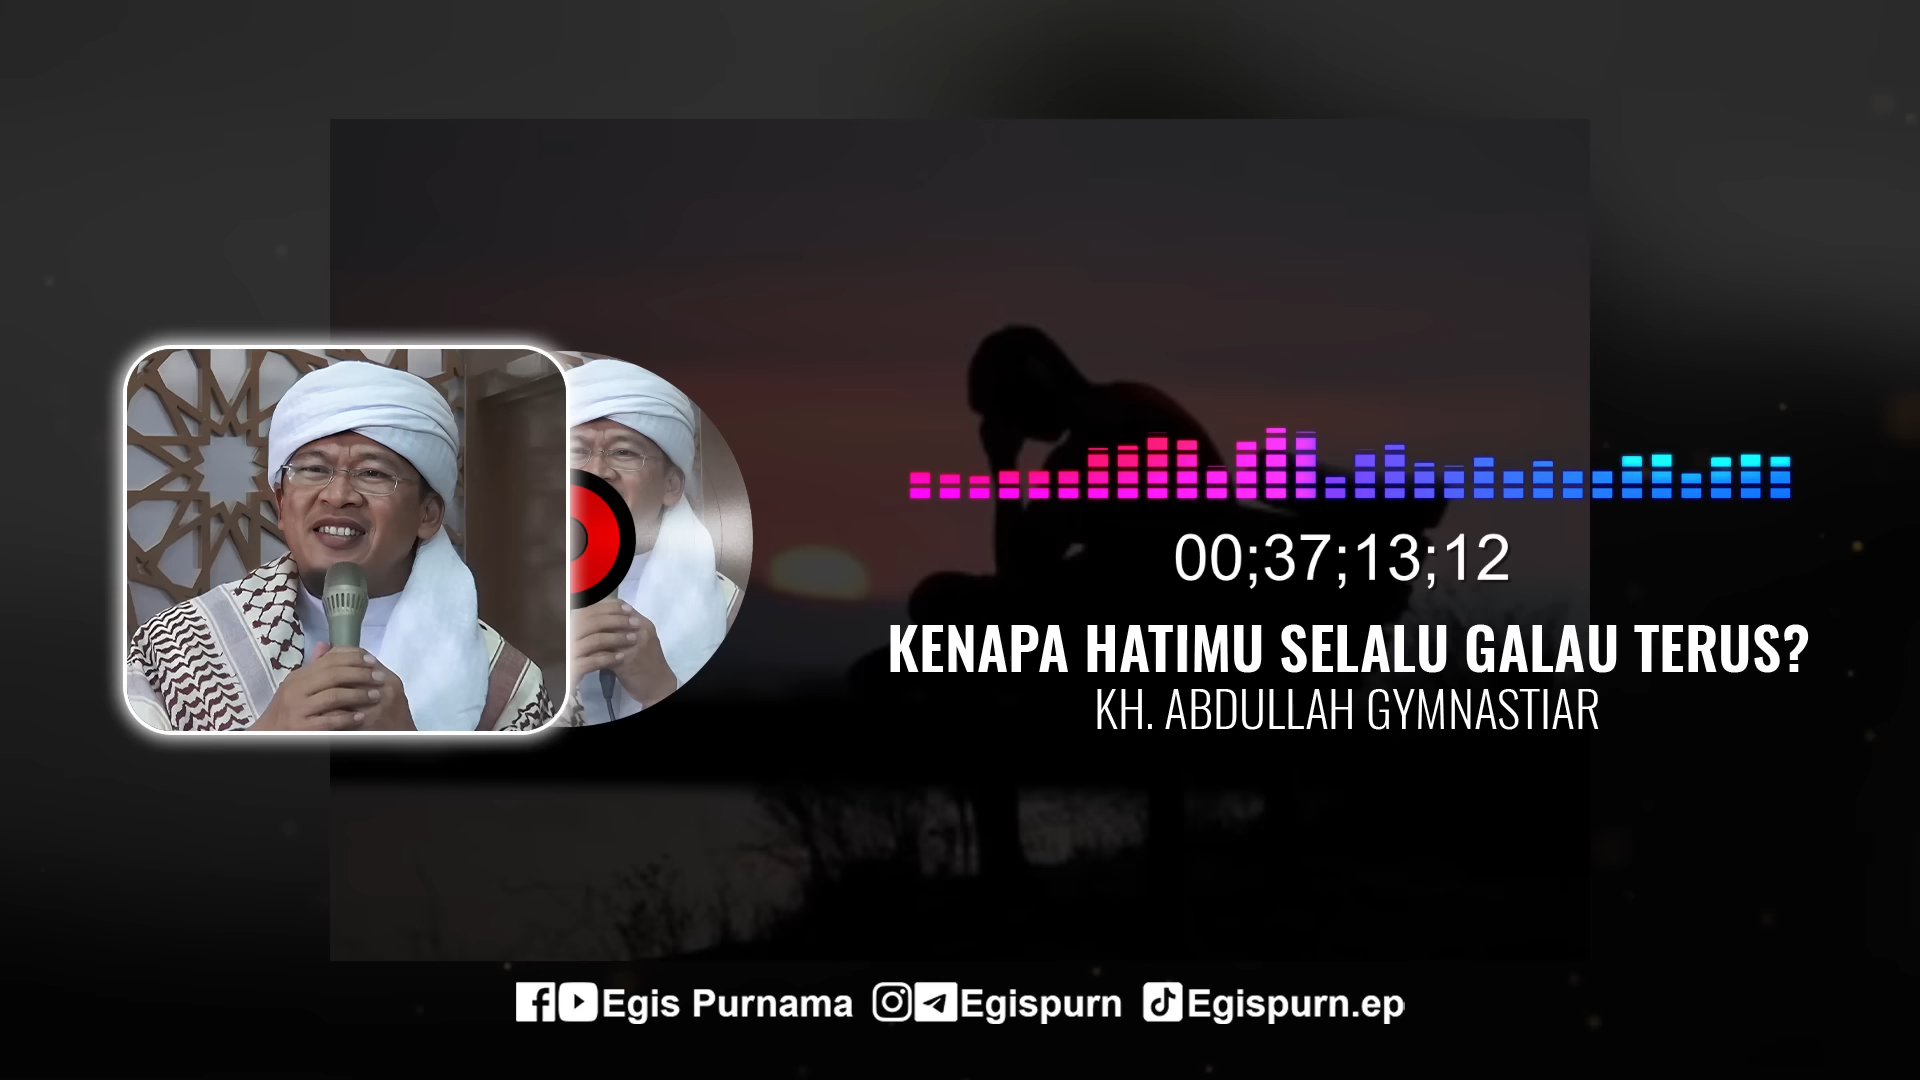 00;37;13;12
KENAPA HATIMU SELALU GALAU TERUS?
KH. ABDULLAH GYMNASTIAR
Egis Purnama Egispurn Egispurn.ep